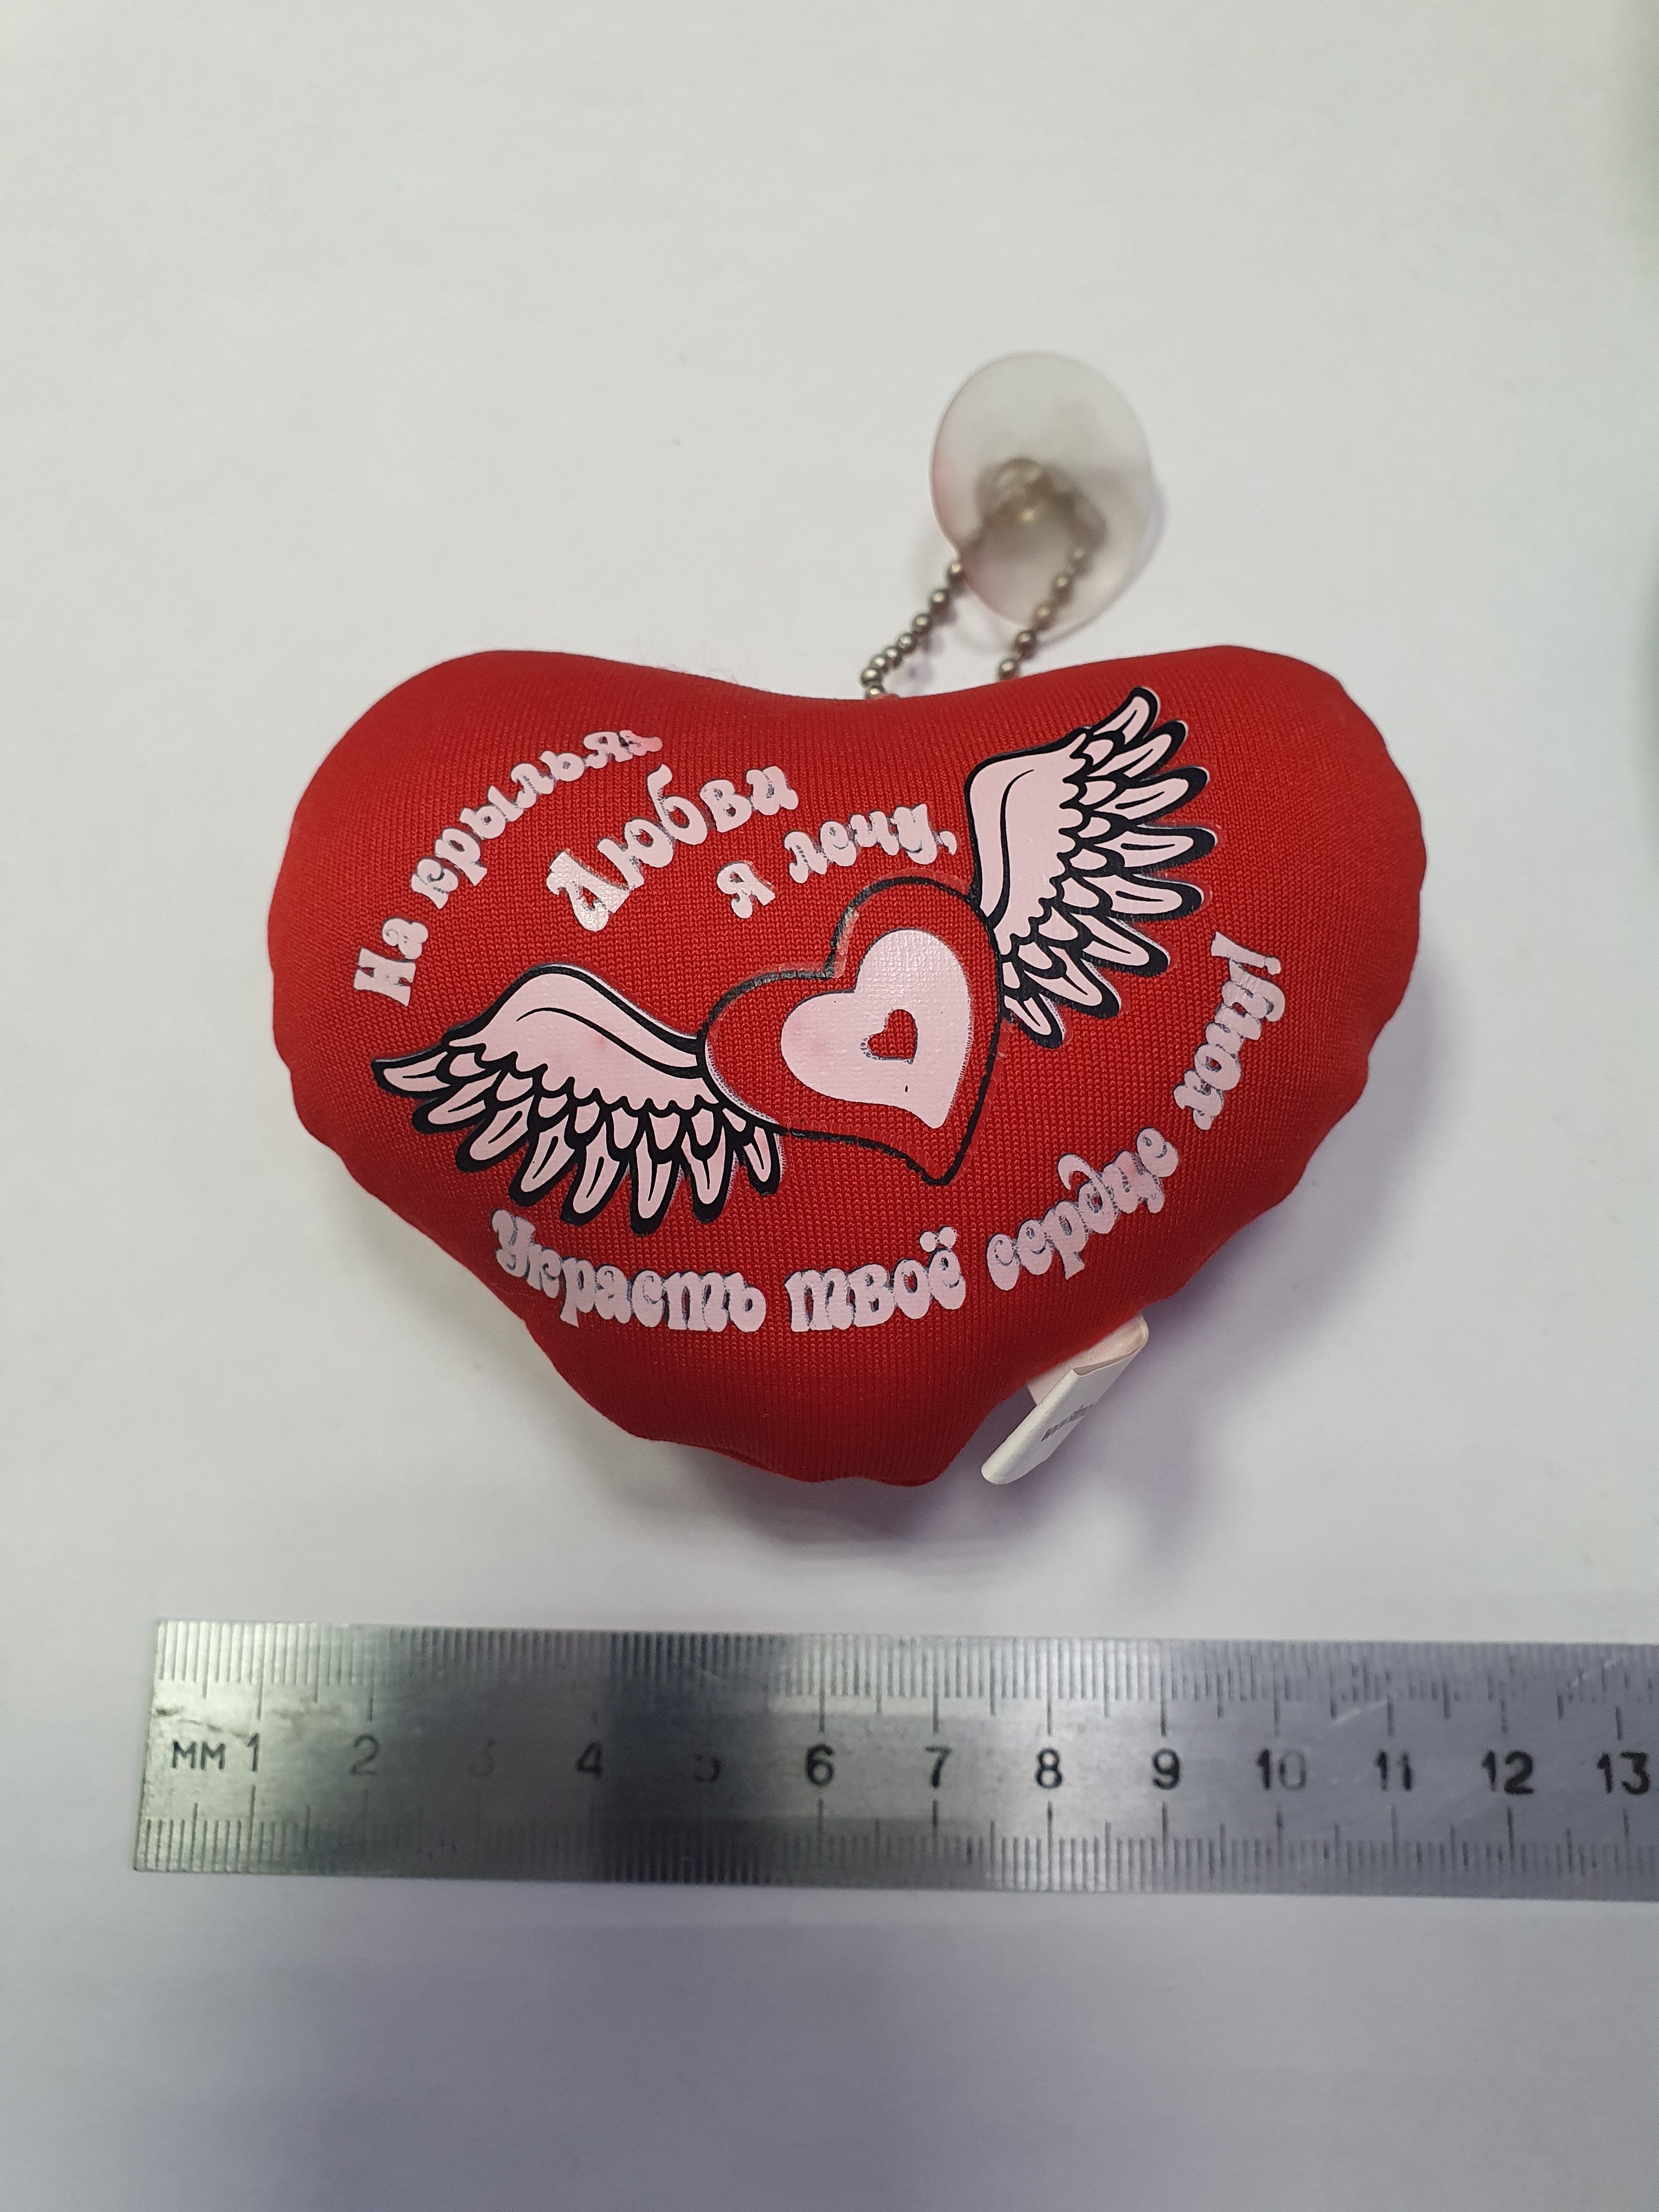 На крыльях
Любви
я лечу,
Украсть твоё сердце хочу!
мм 1 2 3 4 5 6 7 8 9 10 11 12 13